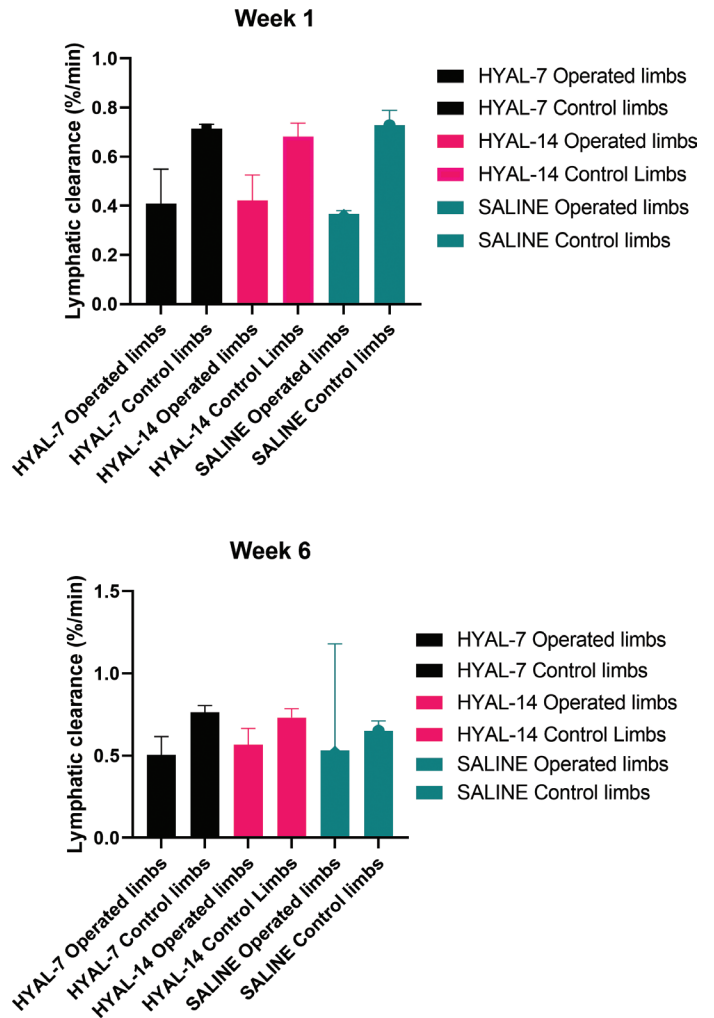 Week 1
Lymphatic clearance (%/min)
1.0
0.8
0.6
0.4
0.2
0.0
HYAL-7 Operated limbs
HYAL-7 Control limbs
HYAL-14 Operated limbs
HYAL-14 Control Limbs
SALINE Operated limbs
SALINE Control limbs
HYAL-7 Operated limbs
HYAL-7 Control limbs
HYAL-14 Operated limbs
HYAL-14 Control Limbs
SALINE Operated limbs
SALINE Control limbs
Week 6
Lymphatic clearance (%/min)
1.5
1.0
0.5
0.0
HYAL-7 Operated limbs
HYAL-7 Control limbs
HYAL-14 Operated limbs
HYAL-14 Control Limbs
SALINE Operated limbs
SALINE Control limbs
HYAL-7 Operated limbs
HYAL-7 Control limbs
HYAL-14 Operated limbs
HYAL-14 Control Limbs
SALINE Operated limbs
SALINE Control limbs